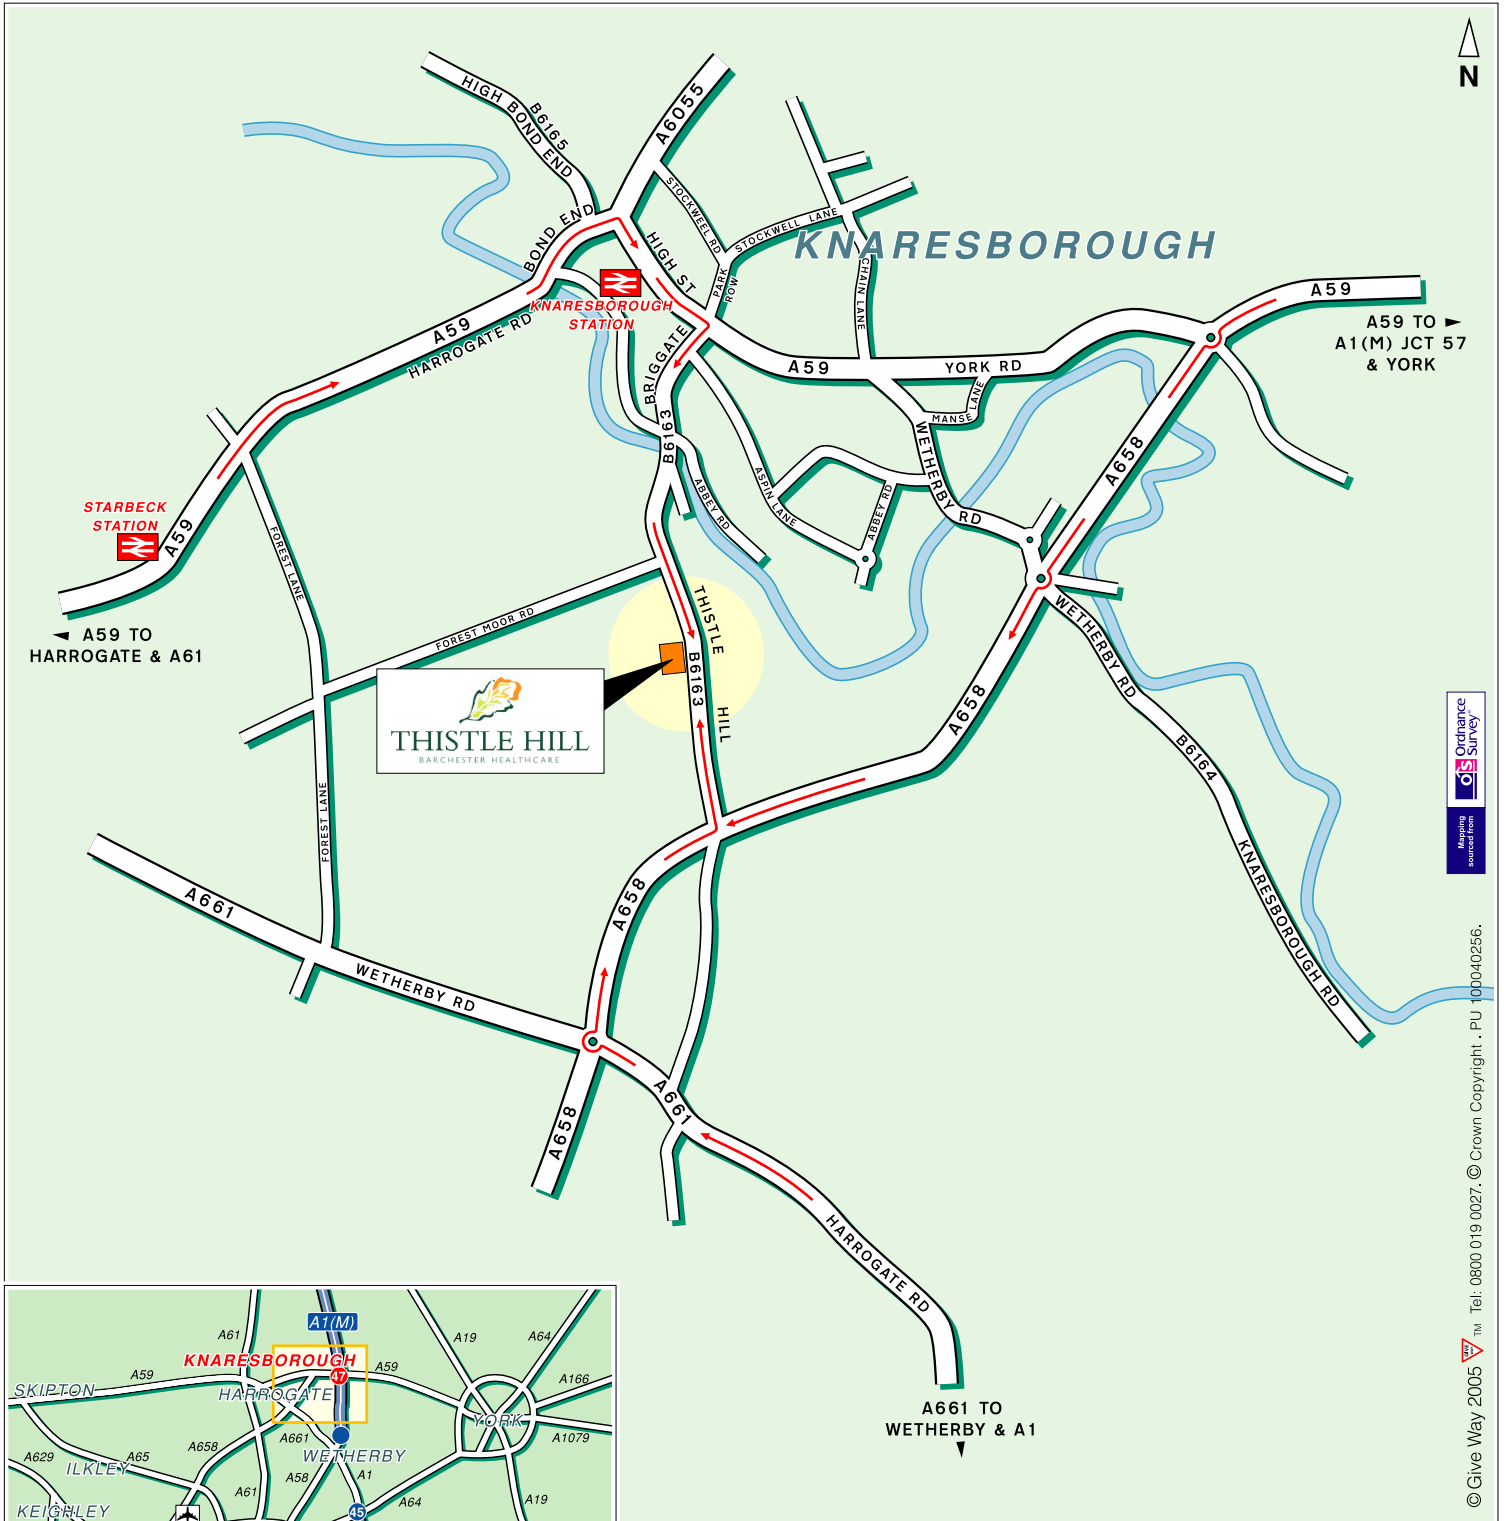 N
HIGH BOND END
B6165
A6055
STOCKWEEL RD
STOCKWELL LANE
KNARESBOROUGH
BOND END
HIGH ST
PARK
ROW
CHAIN LANE
KNARESBOROUGH
STATION
A59
HARROGATE RD
BRIGGATE
A59
YORK RD
MANSE LANE
A59
A59 TO
A1(M) JCT 57
& YORK
B6163
WETHERBY RD
A658
ASPIN LANE
ABBEY RD
ABBEY RD
STARBECK
STATION
A59
A59 TO
HARROGATE & A61
FOREST LANE
FOREST MOOR RD
THISTLE HILL
B6163
THISTLE HILL
BARCHESTER HEALTHCARE
WETHERBY RD
A658
B6164
FOREST LANE
KNARESBOROUGH RD
A661
WETHERBY RD
A658
A661
A658
HARROGATE RD
A661 TO
WETHERBY & A1
Ordnance
Survey
Mapping
sourced from
©Give Way 2005 give way TM Tel: 0800 019 0027. © Crown Copyright . PU 100040256.
A1(M)
A61
A19
A64
KNARESBOROUGH
47
A59
A59
A166
SKIPTON
HARROGATE
YORK
A1079
A629
A65
A658
A661
WETHERBY
ILKLEY
A58
A1
A61
A64
A19
KEIGHLEY
45